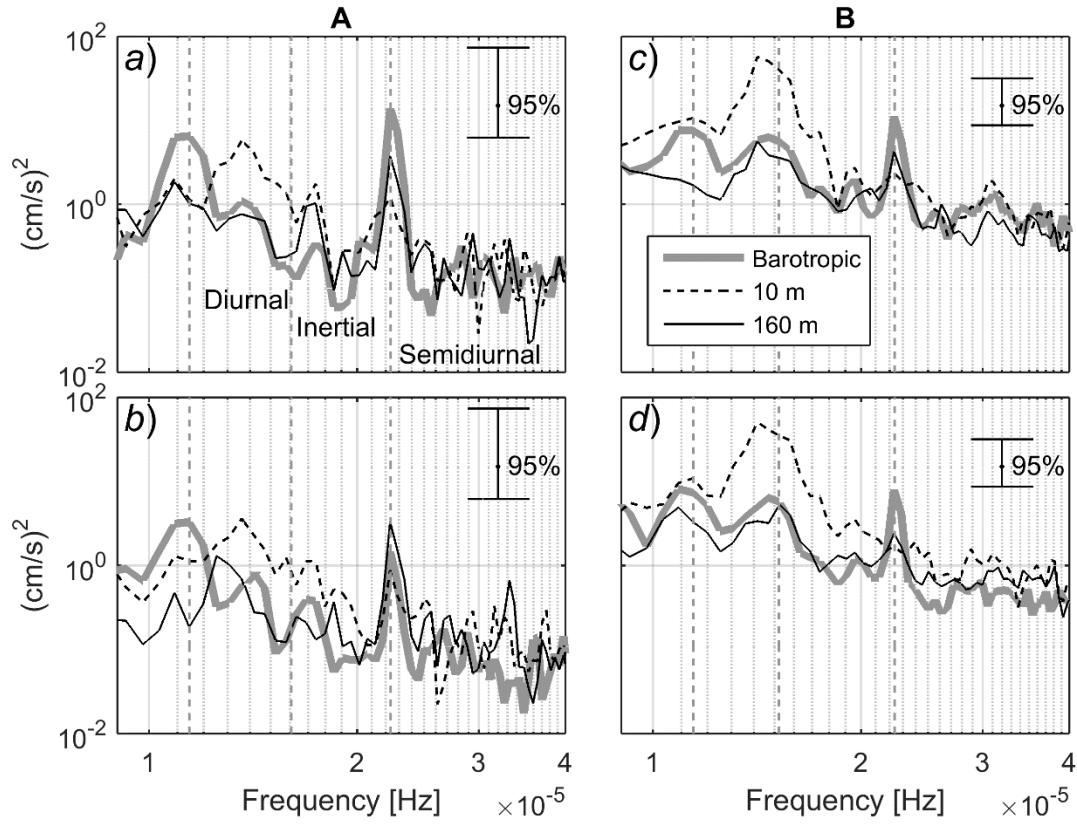 A B
a) 95% c) 95%
10^2
(cm/s)^2
10^0
Diurnal
Inertial
Semidiurnal
10^-2
Barotropic
10 m
160 m
b) 95% d) 95%
10^2
(cm/s)^2
10^0
10^-2
1 2 3 4 1 2 3 4
Frequency [Hz] ×10^-5 Frequency [Hz] ×10^-5